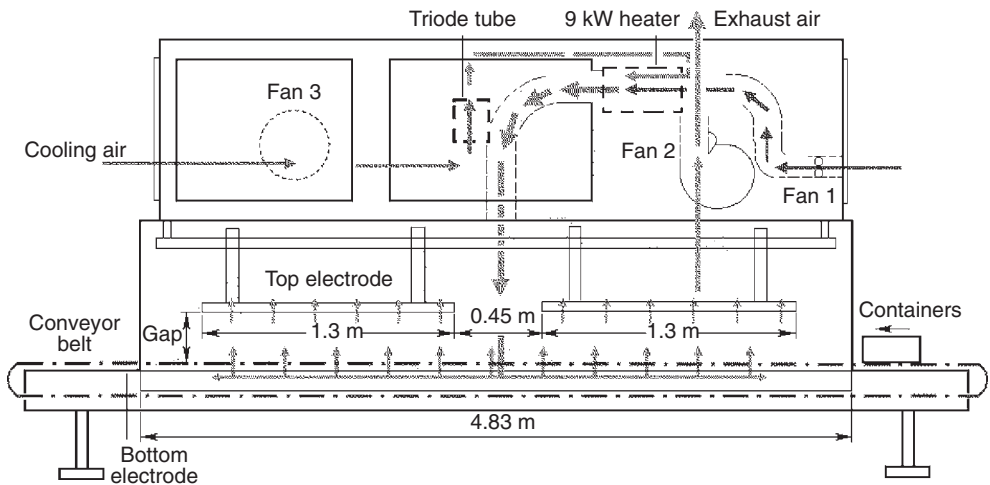 Triode tube
9 kW heater
Exhaust air
Fan 3
Cooling air
Fan 2
Fan 1
Top electrode
Conveyor
belt
Gap
1.3 m
0.45 m
1.3 m
Containers
4.83 m
Bottom
electrode